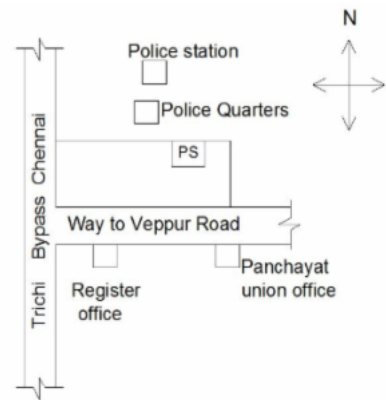 N
Police station
Police Quarters
PS
Way to Veppur Road
Trichi Bypass Chennai
Register
office
Panchayat
union office